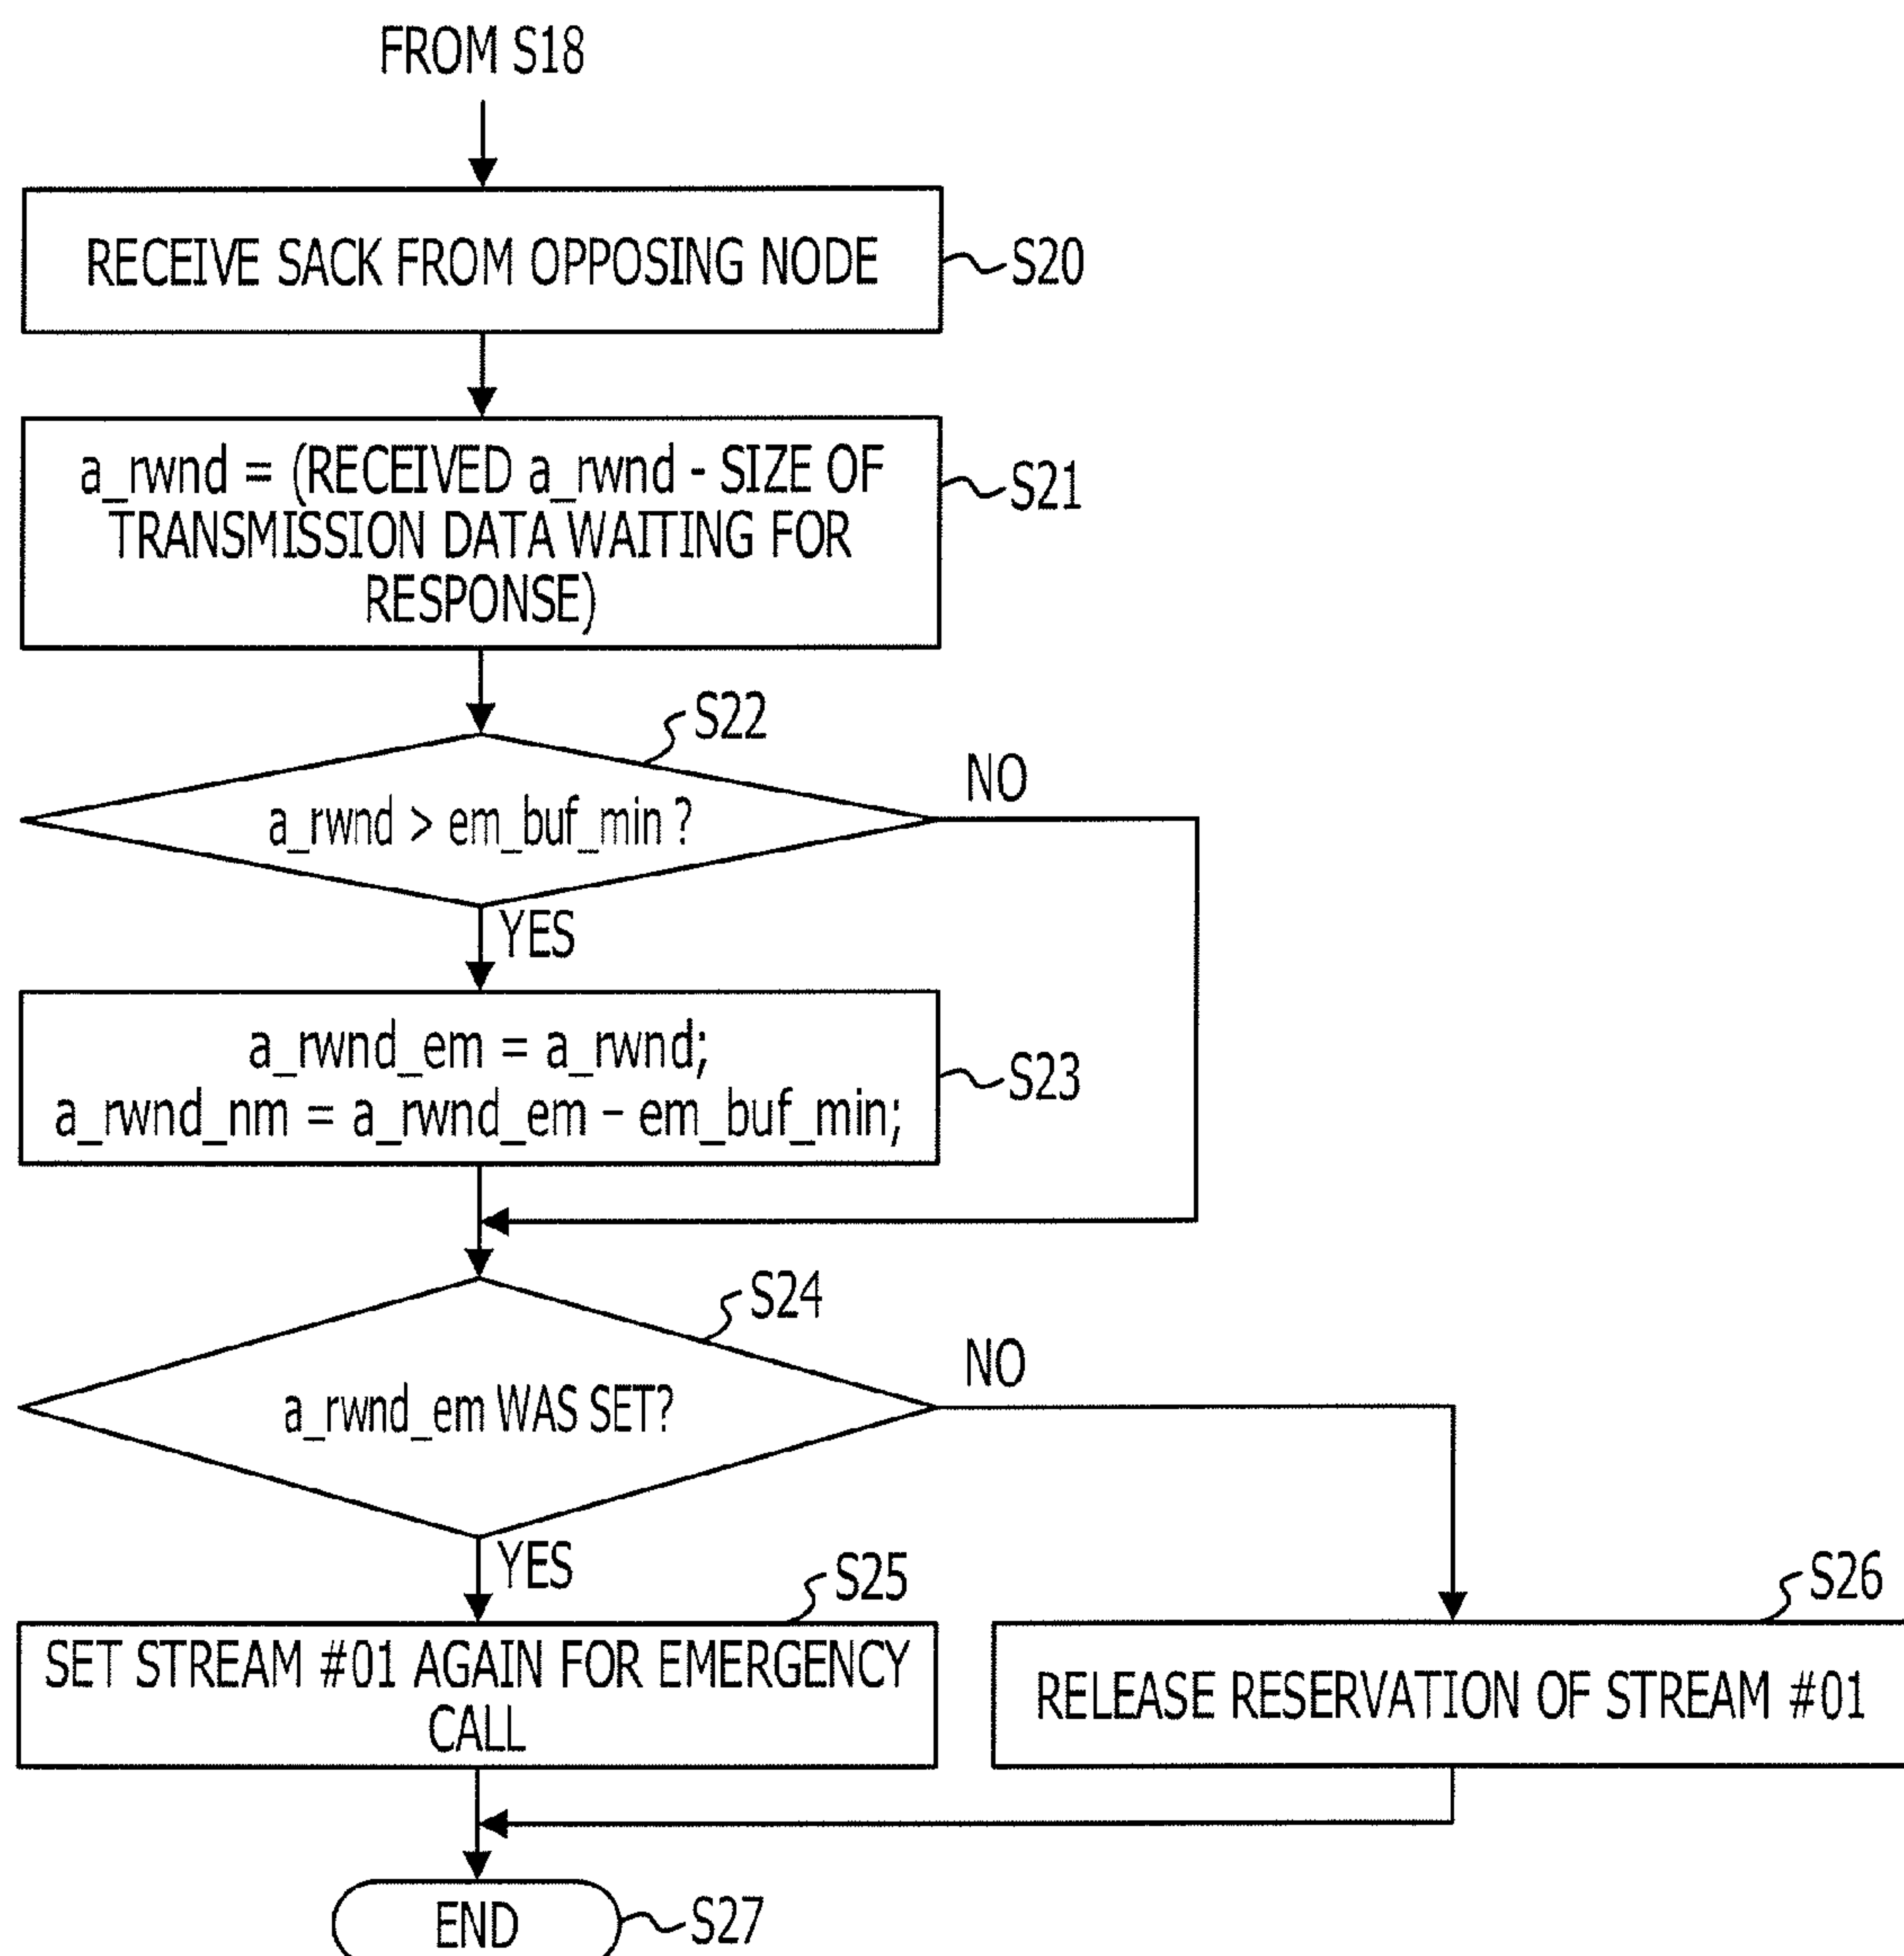 FROM S18
RECEIVE SACK FROM OPPOSING NODE
S20
a_rwnd = (RECEIVED a_rwnd - SIZE OF
TRANSMISSION DATA WAITING FOR
RESPONSE)
S21
S22
a_rwnd > em_buf_min ?
NO
YES
a_rwnd_em = a_rwnd;
a_rwnd_nm = a_rwnd_em – em_buf_min;
S23
S24
a_rwnd_em WAS SET?
NO
YES
S25
SET STREAM #01 AGAIN FOR EMERGENCY
CALL
S26
RELEASE RESERVATION OF STREAM #01
END
S27